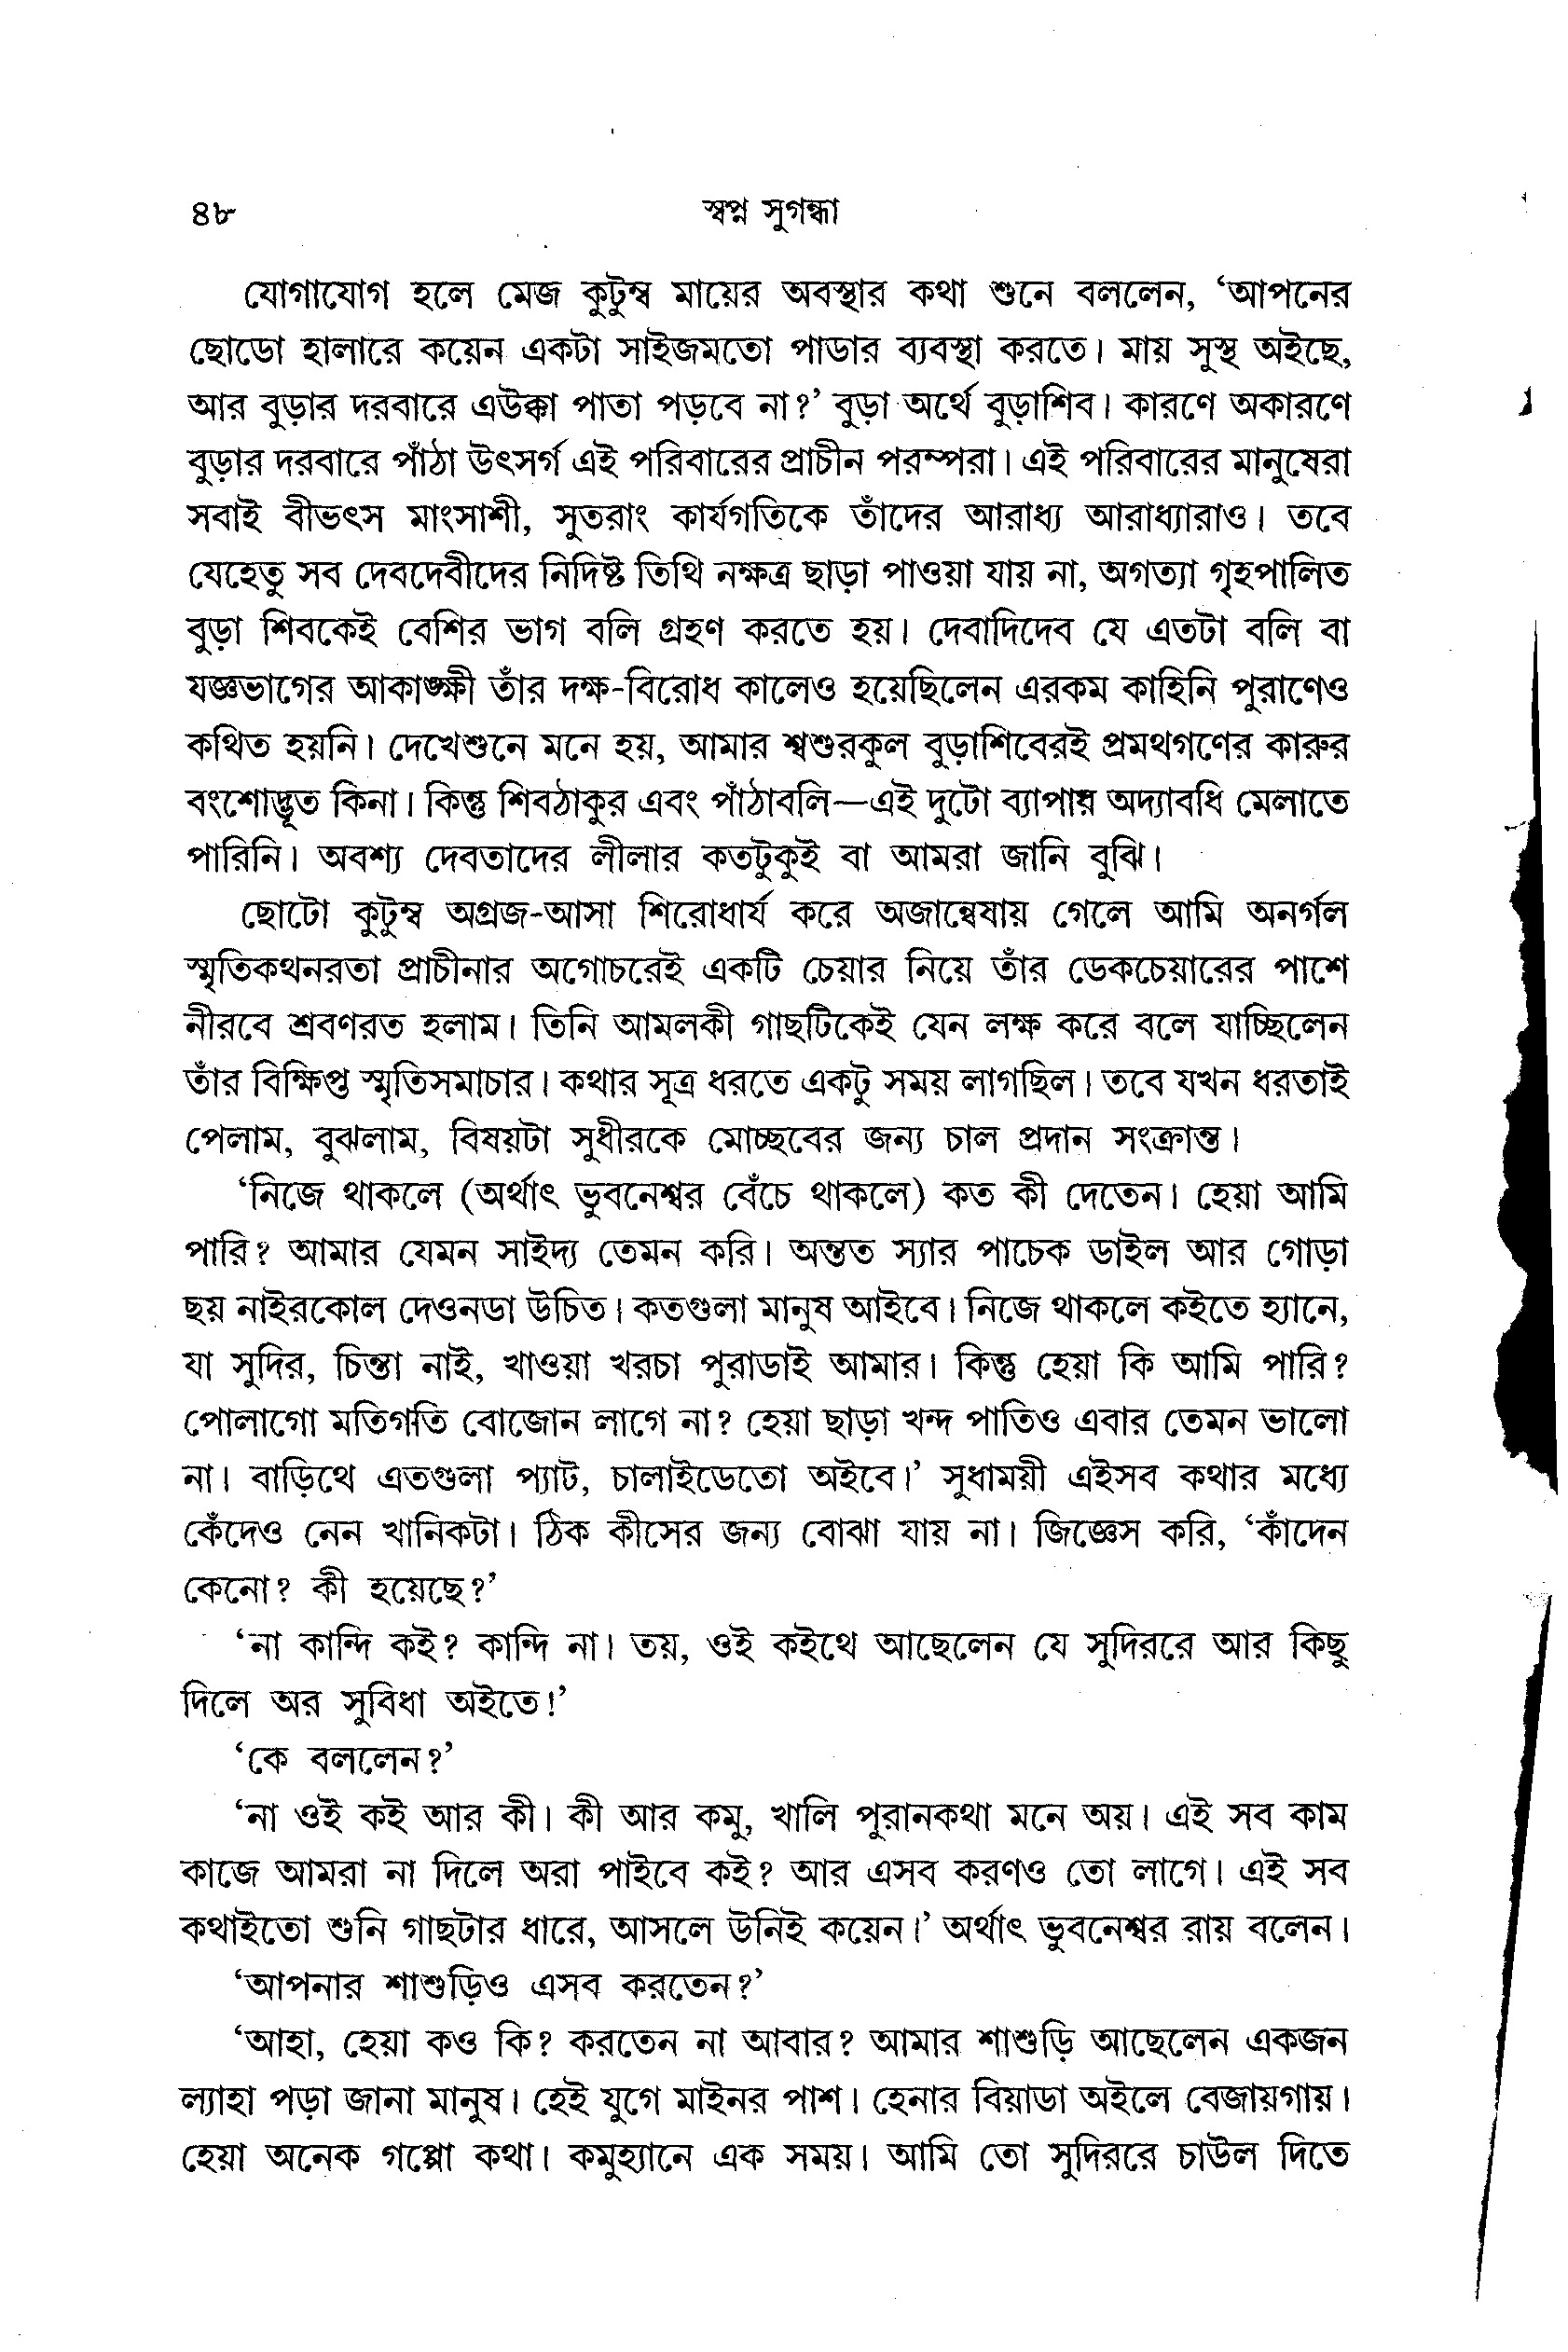 ৪৮ স্বপ্ন সুগন্ধা
যোগাযোগ হলে মেজ কুটুম্ব মায়ের অবস্থার কথা শুনে বললেন, ‘আপনের
ছোডো হালারে কয়েন একটা সাইজমতো পাডার ব্যবস্থা করতে। মায় সুস্থ অইছে,
আর বুড়ার দরবারে এউক্কা পাতা পড়বে না?’ বুড়া অর্থে বুড়াশিব। কারণে অকারণে
বুড়ার দরবারে পাঁঠা উৎসর্গ এই পরিবারের প্রাচীন পরম্পরা। এই পরিবারের মানুষেরা
সবাই বীভৎস মাংসাশী, সুতরাং কার্যগতিকে তাঁদের আরাধ্য আরাধ্যারাও। তবে
যেহেতু সব দেবদেবীদের নির্দিষ্ট তিথি নক্ষত্র ছাড়া পাওয়া যায় না, অগত্যা গৃহপালিত
বুড়া শিবকেই বেশির ভাগ বলি গ্রহণ করতে হয়। দেবাদিদেব যে এতটা বলি বা
যজ্ঞভাগের আকাঙ্ক্ষী তাঁর দক্ষ-বিরোধ কালেও হয়েছিলেন এরকম কাহিনি পুরাণেও
কথিত হয়নি। দেখেশুনে মনে হয়, আমার শ্বশুরকুল বুড়াশিবেরই প্রমথগণের কারুর
বংশোদ্ভূত কিনা। কিন্তু শিবঠাকুর এবং পাঁঠাবলি—এই দুটো ব্যাপার অদ্যাবধি মেলাতে
পারিনি। অবশ্য দেবতাদের লীলার কতটুকুই বা আমরা জানি বুঝি।
ছোটো কুটুম্ব অগ্রজ-আসা শিরোধার্য করে অজান্বেষায় গেলে আমি অনর্গল
স্মৃতিকথনরতা প্রাচীনার অগোচরেই একটি চেয়ার নিয়ে তাঁর ডেকচেয়ারের পাশে
নীরবে শ্রবণরত হলাম। তিনি আমলকী গাছটিকেই যেন লক্ষ করে বলে যাচ্ছিলেন
তাঁর বিক্ষিপ্ত স্মৃতিসমাচার। কথার সূত্র ধরতে একটু সময় লাগছিল। তবে যখন ধরতাই
পেলাম, বুঝলাম, বিষয়টা সুধীরকে মোচ্ছবের জন্য চাল প্রদান সংক্রান্ত।
‘নিজে থাকলে (অর্থাৎ ভুবনেশ্বর বেঁচে থাকলে) কত কী দেতেন। হেয়া আমি
পারি? আমার যেমন সাইদ্য তেমন করি। অন্তত স্যার পাচেক ডাইল আর গোড়া
ছয় নাইরকোল দেওনডা উচিত। কতগুলা মানুষ আইবে। নিজে থাকলে কইতে হ্যানে,
যা সুদির, চিন্তা নাই, খাওয়া খরচা পুরাডাই আমার। কিন্তু হেয়া কি আমি পারি?
পোলাগো মতিগতি বোজোন লাগে না? হেয়া ছাড়া খন্দ পাতিও এবার তেমন ভালো
না। বাড়িথে এতগুলা প্যাট, চালাইডেতো অইবে।’ সুধাময়ী এইসব কথার মধ্যে
কেঁদেও নেন খানিকটা। ঠিক কীসের জন্য বোঝা যায় না। জিজ্ঞেস করি, ‘কাঁদেন
কেনো? কী হয়েছে?’
‘না কান্দি কই? কান্দি না। তয়, ওই কইথে আছেলেন যে সুদিররে আর কিছু
দিলে অর সুবিধা অইতে!’
‘কে বললেন?’
‘না ওই কই আর কী। কী আর কমু, খালি পুরানকথা মনে অয়। এই সব কাম
কাজে আমরা না দিলে অরা পাইবে কই? আর এসব করণও তো লাগে। এই সব
কথাইতো শুনি গাছটার ধারে, আসলে উনিই কয়েন।’ অর্থাৎ ভুবনেশ্বর রায় বলেন।
‘আপনার শাশুড়িও এসব করতেন?’
‘আহা, হেয়া কও কি? করতেন না আবার? আমার শাশুড়ি আছেলেন একজন
ল্যাহা পড়া জানা মানুষ। হেই যুগে মাইনর পাশ। হেনার বিয়াডা অইলে বেজায়গায়।
হেয়া অনেক গপ্পো কথা। কমুহ্যানে এক সময়। আমি তো সুদিররে চাউল দিতে